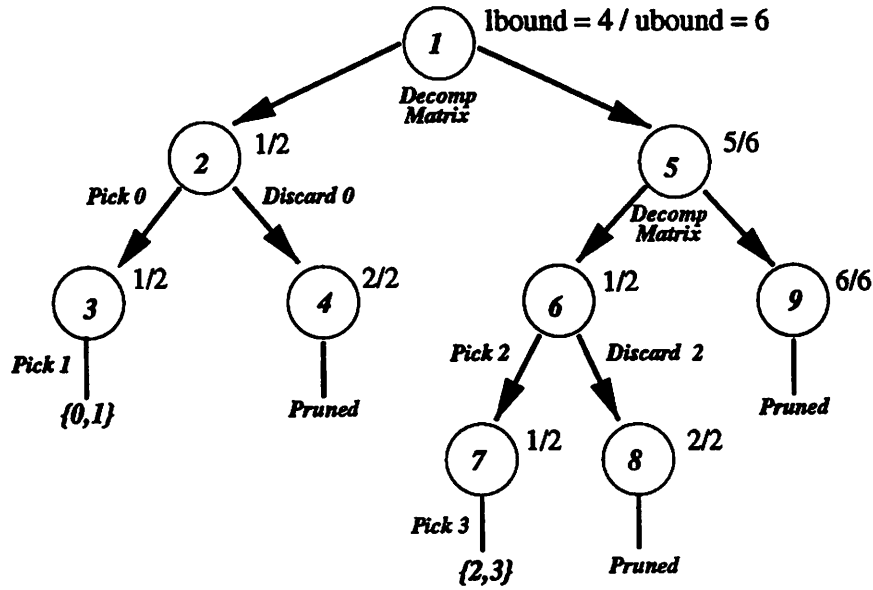 1
lbound = 4 / ubound = 6
Decomp
Matrix
2
1/2
5
5/6
Pick 0
Discard 0
Decomp
Matrix
3
1/2
4
2/2
6
1/2
9
6/6
Pick 1
Pick 2
Discard 2
{0,1}
Pruned
Pruned
7
1/2
8
2/2
Pick 3
{2,3}
Pruned